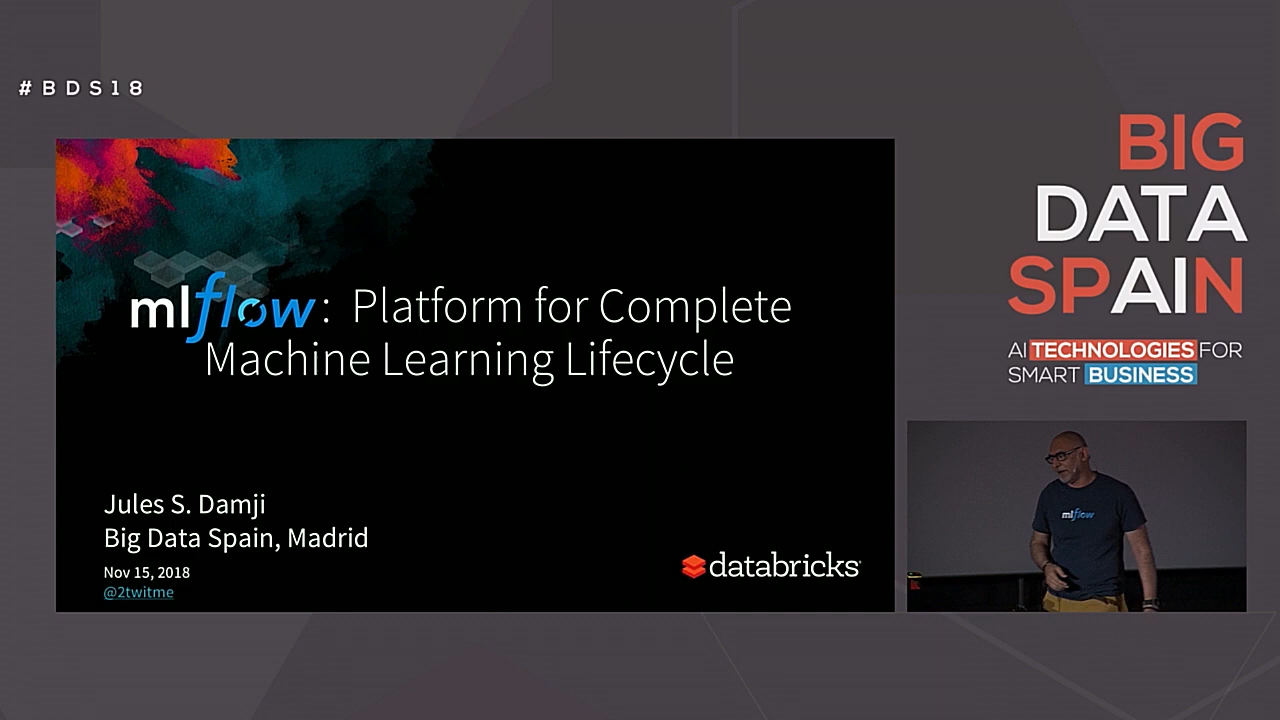 #BDS18
BIG
DATA
SPAIN
AI TECHNOLOGIES FOR
SMART BUSINESS
mlflow: Platform for Complete
Machine Learning Lifecycle
Jules S. Damji
Big Data Spain, Madrid
Nov 15, 2018
@2twitme
databricks
mlflow